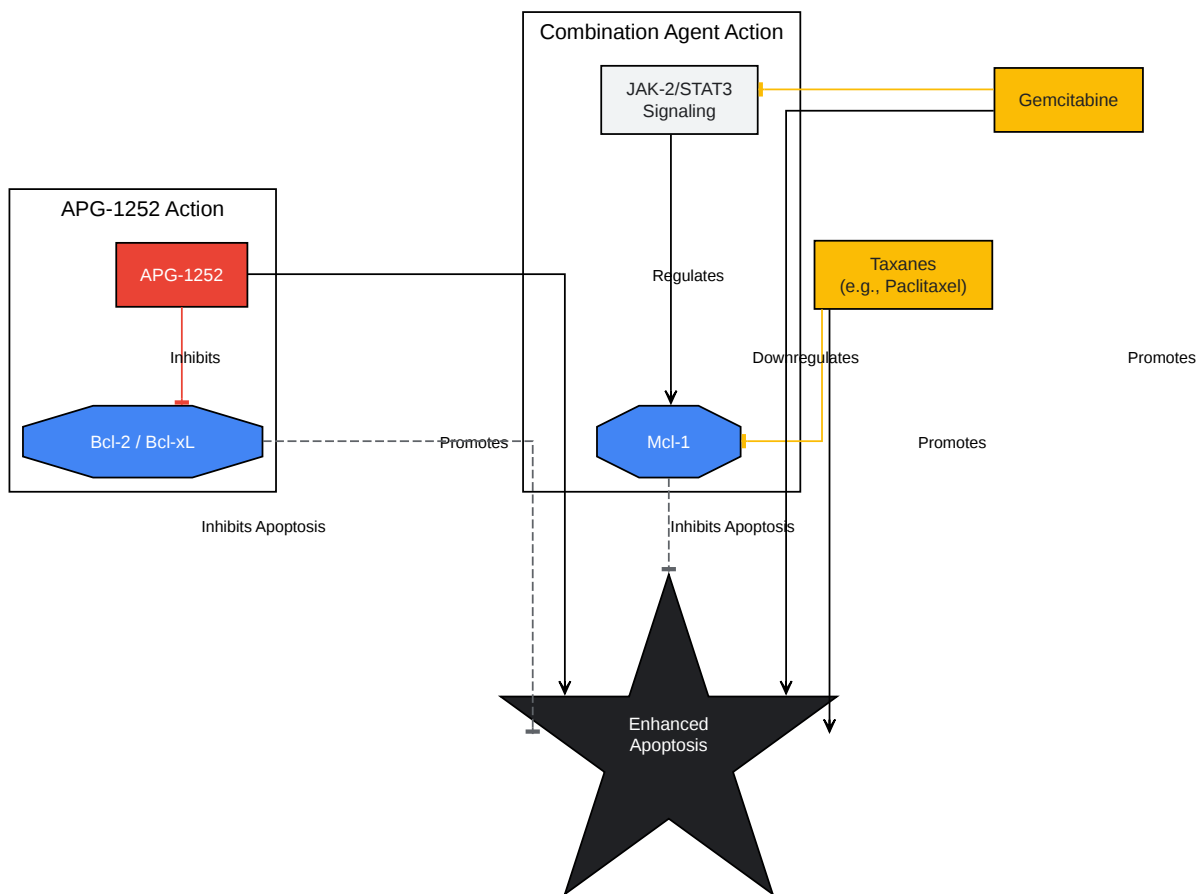 Combination Agent Action
JAK-2/STAT3
Signaling
Gemcitabine
APG-1252 Action
APG-1252
Taxanes
(e.g., Paclitaxel)
Regulates
Inhibits
Downregulates
Promotes
Bcl-2 / Bcl-xL
Promotes
Mcl-1
Promotes
Inhibits Apoptosis
Inhibits Apoptosis
Enhanced
Apoptosis